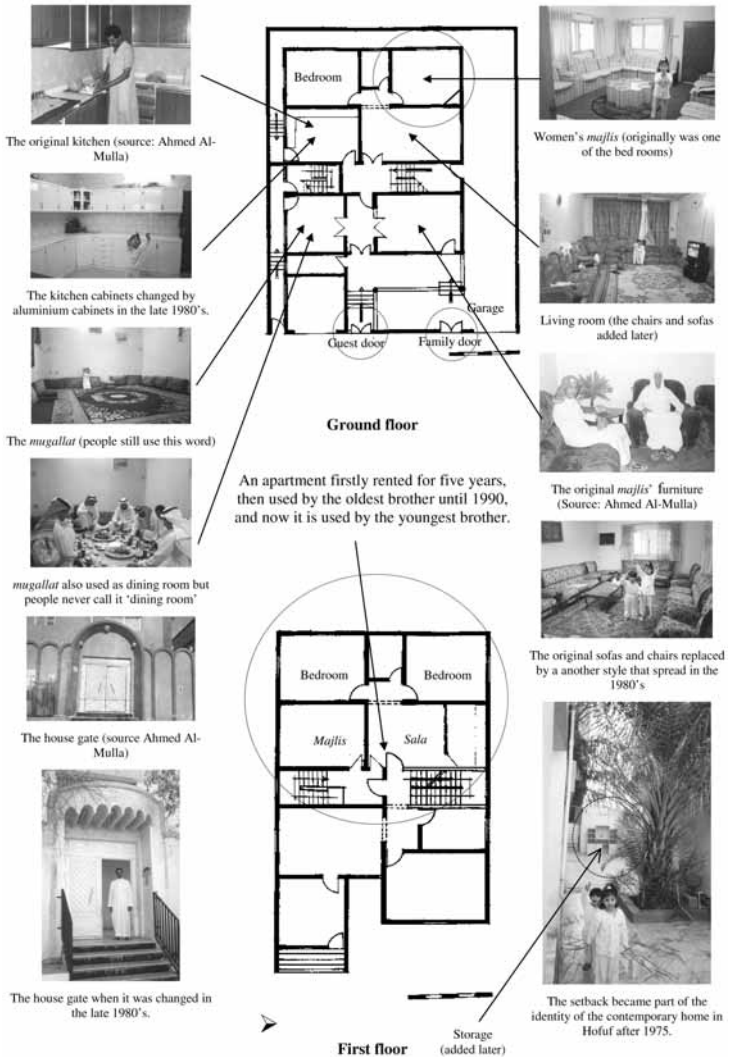 Bedroom
The original kitchen (source: Ahmed Al-
Mulla)
Women's majlis (originally was one
of the bed rooms)
The kitchen cabinets changed by
aluminium cabinets in the late 1980's.
Garage
Guest door
Family door
Living room (the chairs and sofas
added later)
Ground floor
The mugallat (people still use this word)
An apartment firstly rented for five years,
then used by the oldest brother until 1990,
and now it is used by the youngest brother.
The original majlis' furniture
(Source: Ahmed Al-Mulla)
mugallat also used as dining room but
people never call it 'dining room'
The original sofas and chairs replaced
by a another style that spread in the
1980's
Bedroom
Bedroom
Majlis
Sala
The house gate (source Ahmed Al-
Mulla)
The house gate when it was changed in
the late 1980's.
First floor
Storage
(added later)
The setback became part of the
identity of the contemporary home in
Hofuf after 1975.